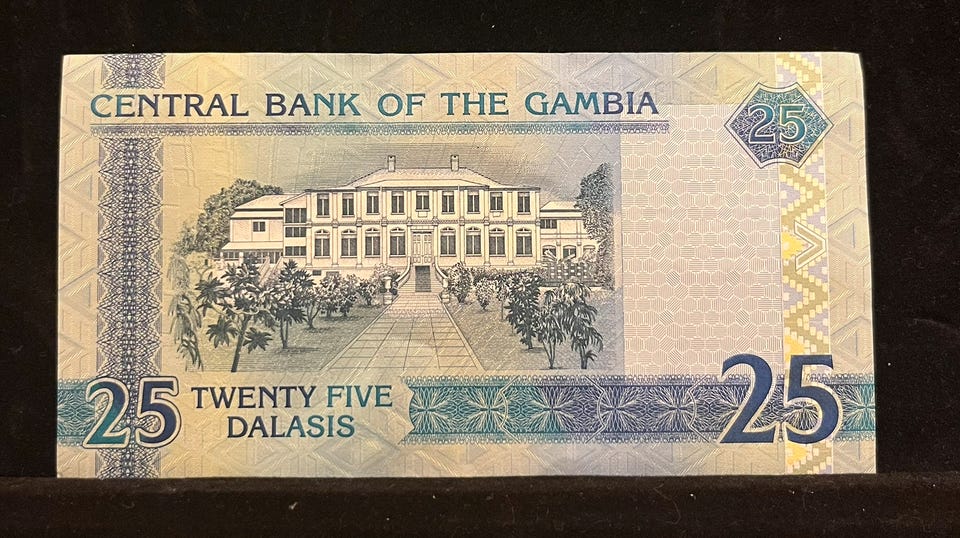 CENTRAL BANK OF THE GAMBIA
25
25
TWENTY FIVE
DALASIS
25